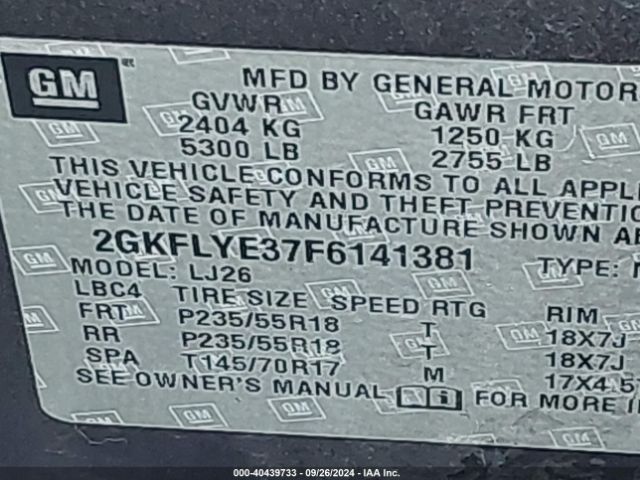 GM
MFD BY GENERAL MOTOR
GVWR GAWR FRT
2404 KG 1250 KG
5300 LB 2755 LB
THIS VEHICLE CONFORMS TO ALL APPL
VEHICLE SAFETY AND THEFT PREVENTIO
THE DATE OF MANUFACTURE SHOWN AB
2GKFLYE37F6141381 TYPE:
MODEL: LJ26
LBC4 TIRE SIZE SPEED RTG RIM
FRT P235/55R18 T 18X7J
RR P235/55R18 T 18X7J
SPA T145/70R17 M 17X4.5
SEE OWNER'S MANUAL i FOR MORE I
000-40439733 - 09/26/2024 - IAA Inc.